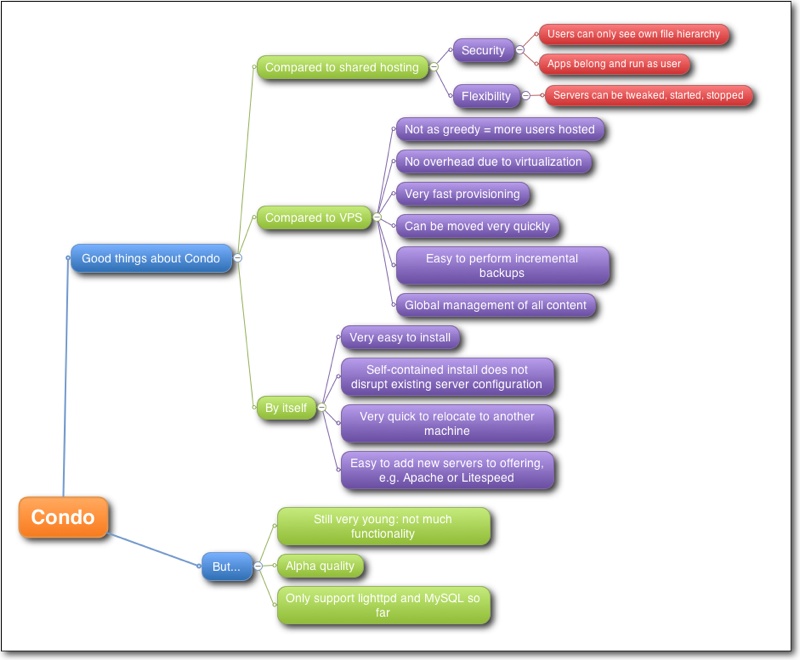 Users can only see own file hierarchy
Security
Compared to shared hosting
Apps belong and run as user
Flexibility
Servers can be tweaked, started, stopped
Not as greedy = more users hosted
No overhead due to virtualization
Very fast provisioning
Compared to VPS
Can be moved very quickly
Good things about Condo
Easy to perform incremental
backups
Global management of all content
Very easy to install
Self-contained install does not
disrupt existing server configuration
By itself
Very quick to relocate to another
machine
Easy to add new servers to offering,
e.g. Apache or Litespeed
Condo
Still very young: not much
functionality
But...
Alpha quality
Only support lighttpd and MySQL so
far